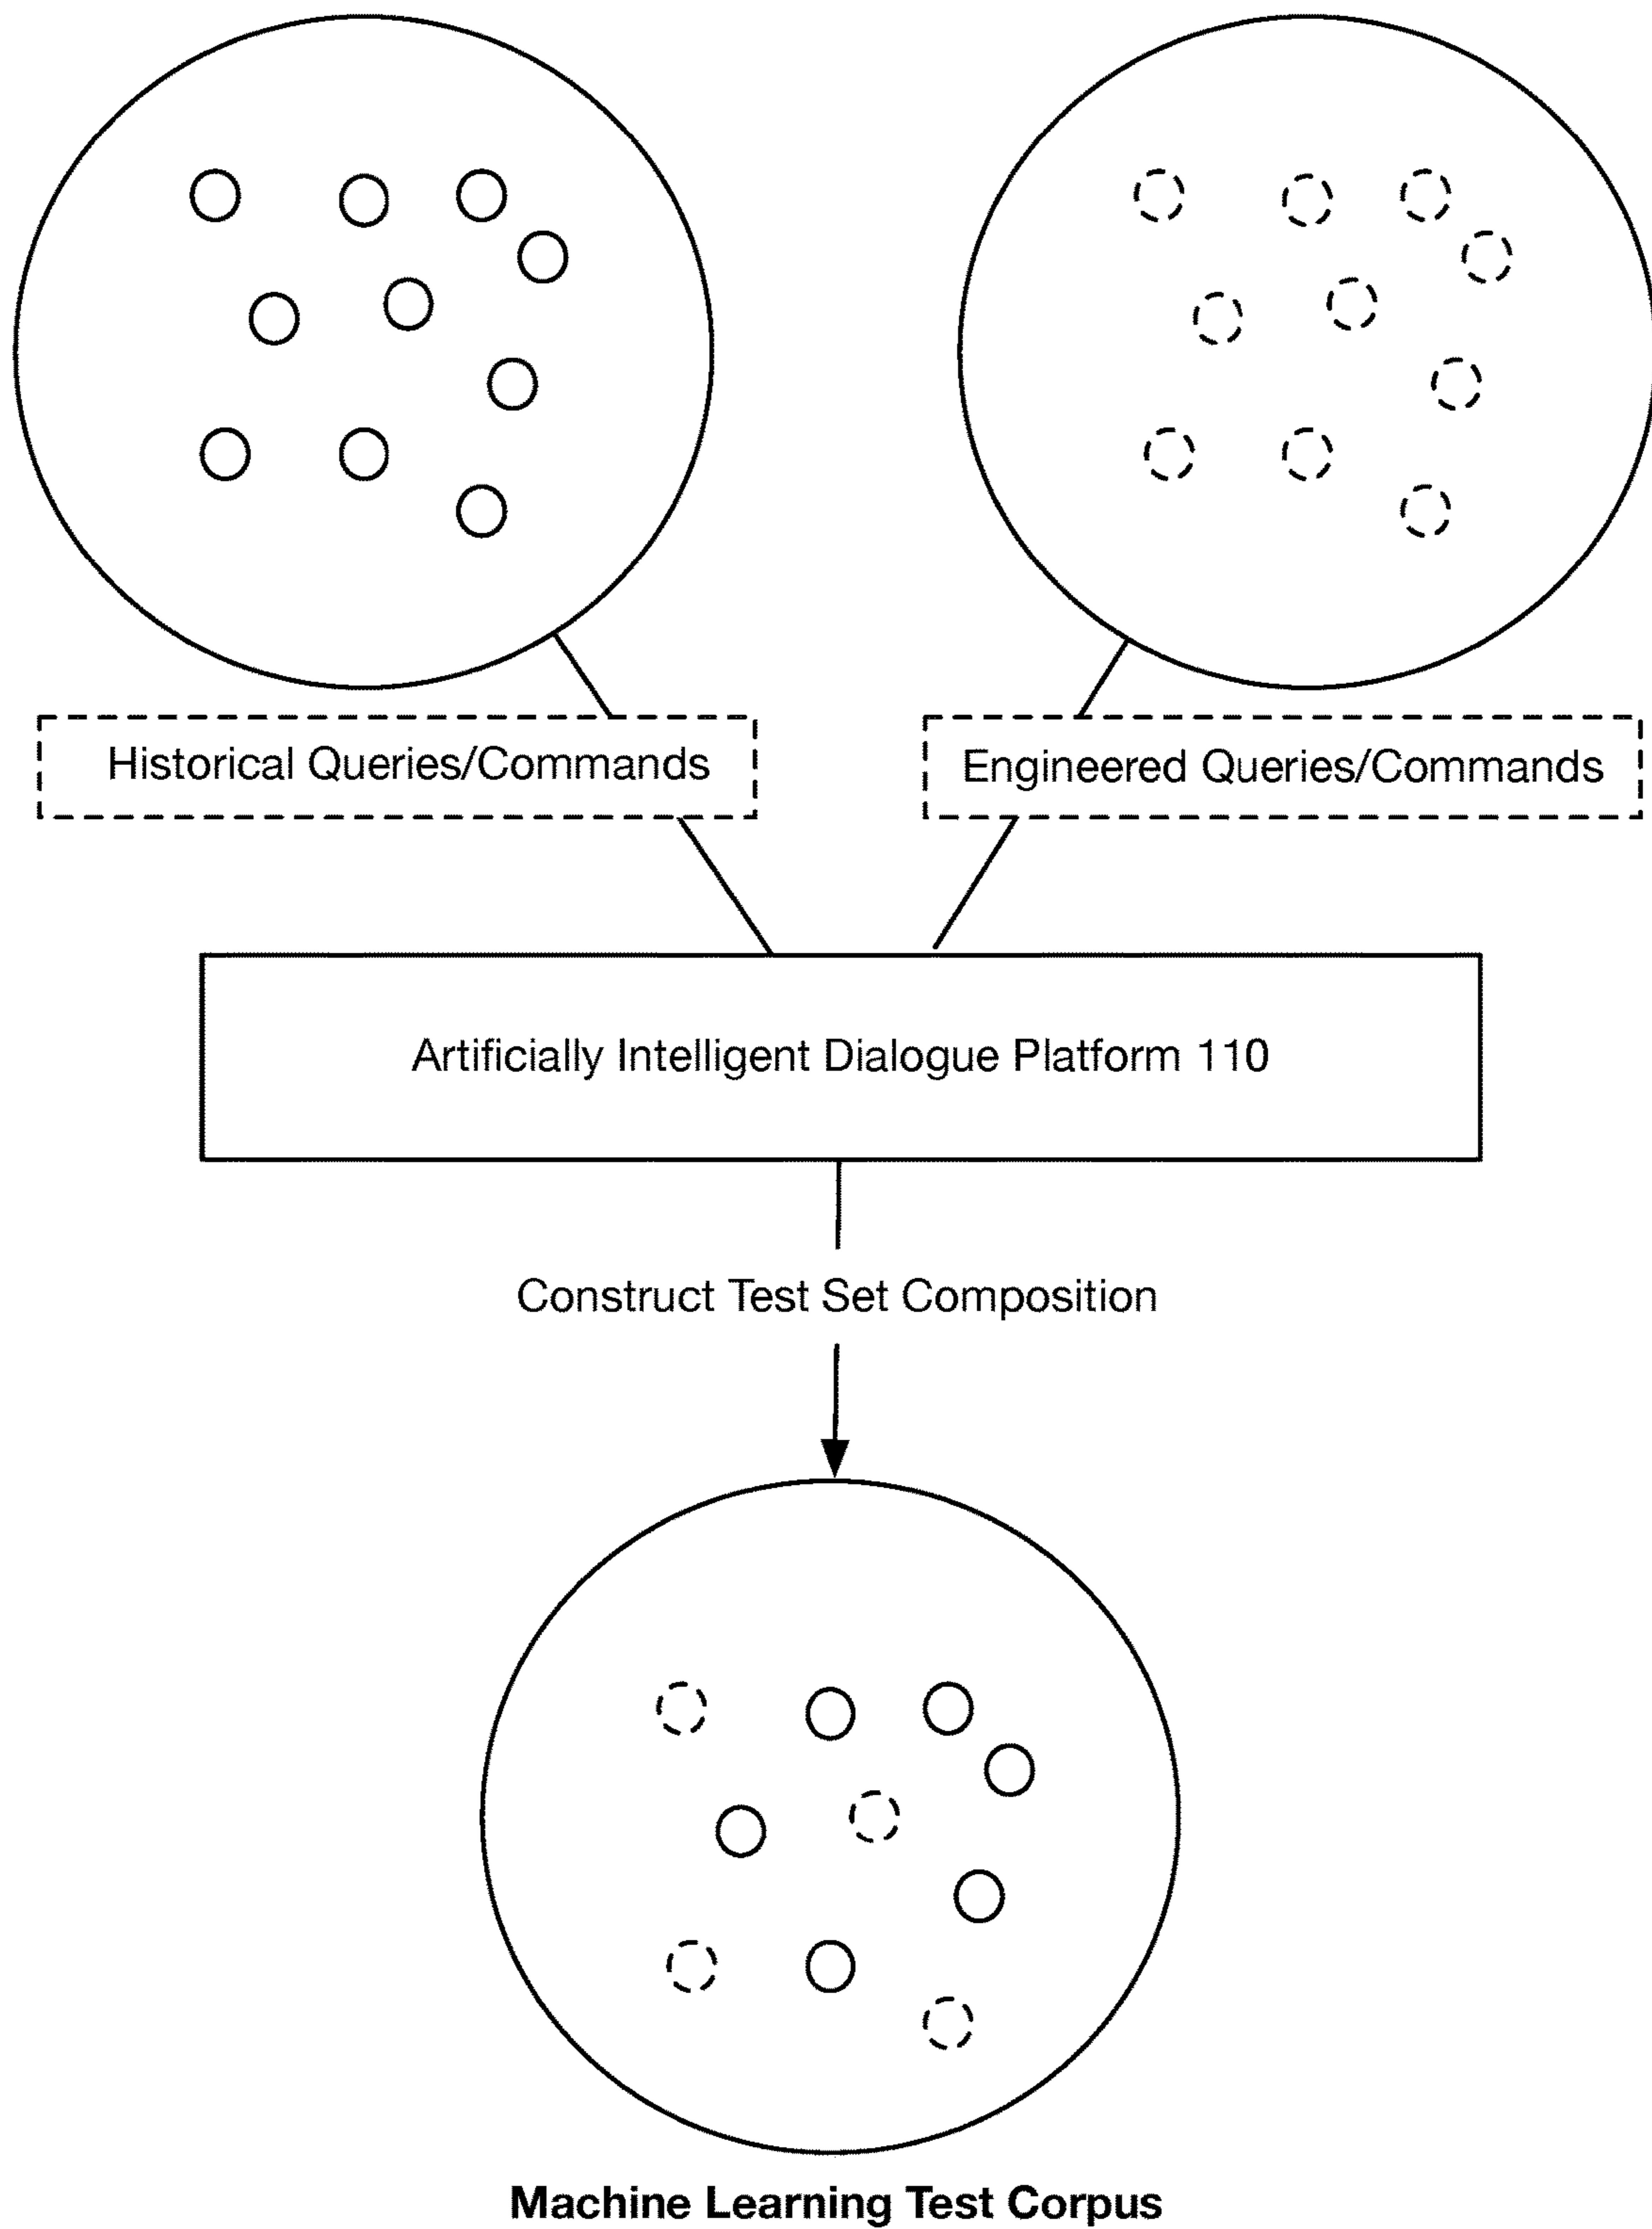 Historical Queries/Commands
Engineered Queries/Commands
Artificially Intelligent Dialogue Platform 110
Construct Test Set Composition
Machine Learning Test Corpus